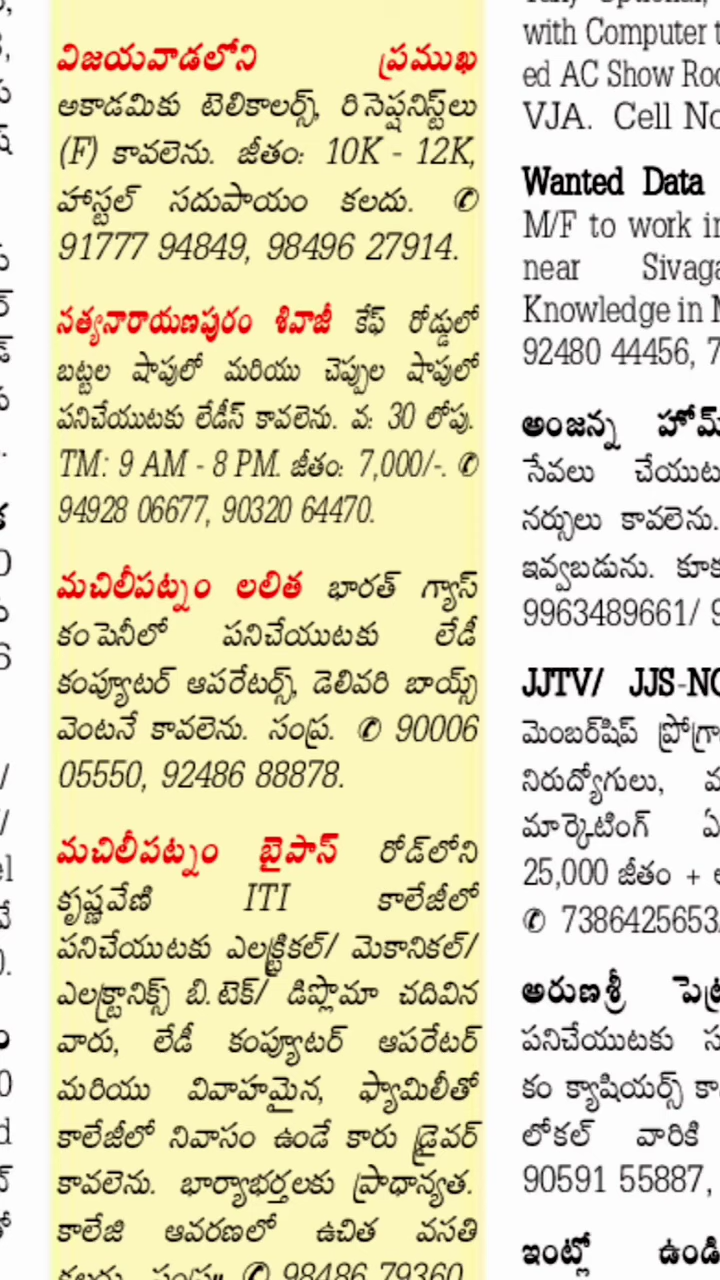 విజయవాడలోని ప్రముఖ
అకాడమికు టెలికాలర్స్, రిసెప్షనిస్ట్‌లు
(F) కావలెను. జీతం: 10K - 12K,
హాస్టల్ సదుపాయం కలదు. ✆
91777 94849, 98496 27914.
సత్యనారాయణపురం శివాజీ కేఫ్ రోడ్డులో
బట్టల షాపులో మరియు చెప్పుల షాపులో
పనిచేయుటకు లేడీస్ కావలెను. వ: 30 లోపు.
TM: 9 AM - 8 PM. జీతం: 7,000/-. ✆
94928 06677, 90320 64470.
మచిలీపట్నం లలిత భారత్ గ్యాస్
కంపెనీలో పనిచేయుటకు లేడీ
కంప్యూటర్ ఆపరేటర్స్, డెలివరి బాయ్స్
వెంటనే కావలెను. సంప్ర. ✆ 90006
05550, 92486 88878.
మచిలీపట్నం బైపాస్ రోడ్‌లోని
కృష్ణవేణి ITI కాలేజీలో
పనిచేయుటకు ఎలక్ట్రికల్/ మెకానికల్/
ఎలక్ట్రానిక్స్ బి.టెక్/ డిప్లొమా చదివిన
వారు, లేడీ కంప్యూటర్ ఆపరేటర్
మరియు వివాహమైన, ఫ్యామిలీతో
కాలేజీలో నివాసం ఉండే కారు డ్రైవర్
కావలెను. భార్యాభర్తలకు ప్రాధాన్యత.
కాలేజి ఆవరణలో ఉచిత వసతి
కలదు. సంప్ర॥ ✆ 98486 79360
with Computer
ed AC Show
VJA. Cell
Wanted Data
M/F to work
near
Knowledge in
92480 44456,
అంజన్న హోమ్
సేవలు
నర్సులు కావలెను.
ఇవ్వబడును.
9963489661/
JJTV/
మెంబర్‌షిప్
నిరుద్యోగులు,
మార్కెటింగ్
25,000 జీతం +
✆ 7386425653
అరుణశ్రీ
పనిచేయుటకు
కం క్యాషియర్స్
లోకల్ వారికి
90591 55887,
ఇంట్లో